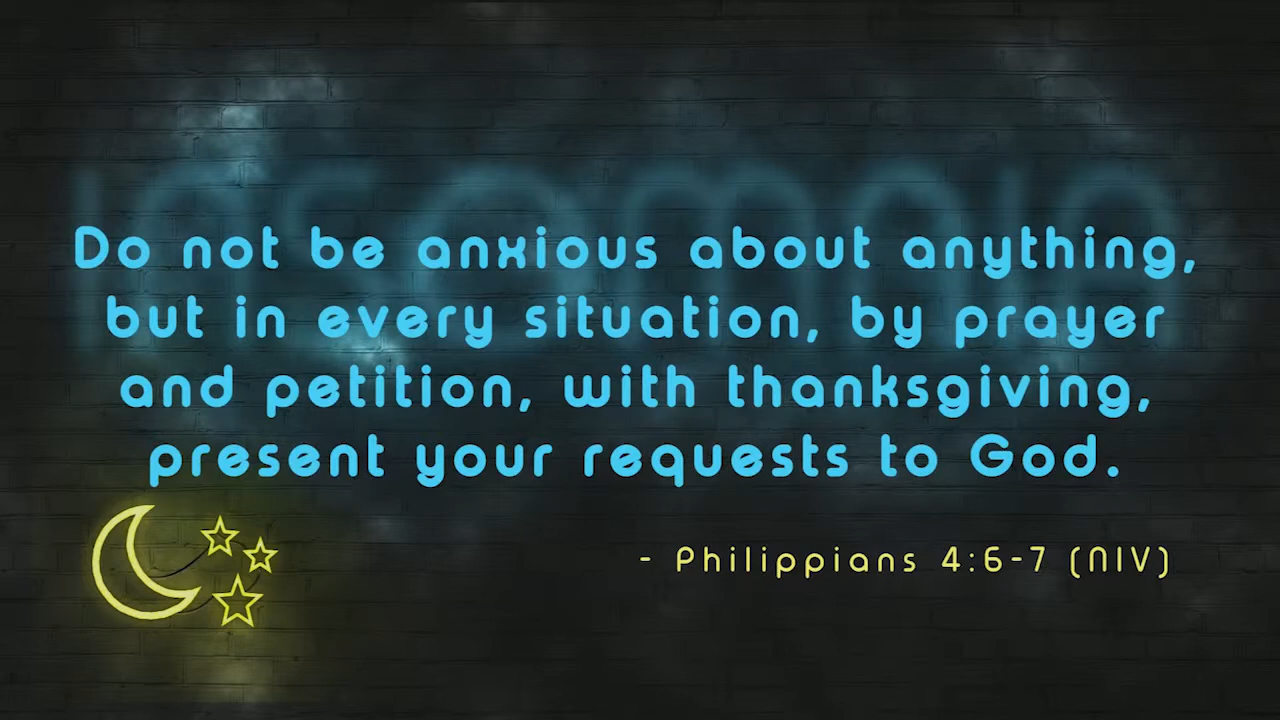 insomnia
Do not be anxious about anything,
but in every situation, by prayer
and petition, with thanksgiving,
present your requests to God.
- Philippians 4:6-7 (NIV)